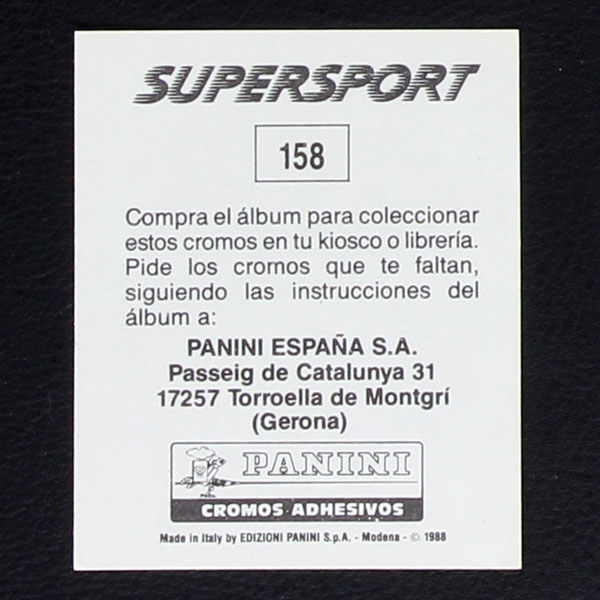 SUPERSPORT
158
Compra el álbum para coleccionar
estos cromos en tu kiosco o librería.
Pide los cromos que te faltan,
siguiendo las instrucciones del
álbum a:
PANINI ESPAÑA S.A.
Passeig de Catalunya 31
17257 Torroella de Montgrí
(Gerona)
PANINI
CROMOS ADHESIVOS
Made in Italy by EDIZIONI PANINI S.p.A. - Modena - © 1988